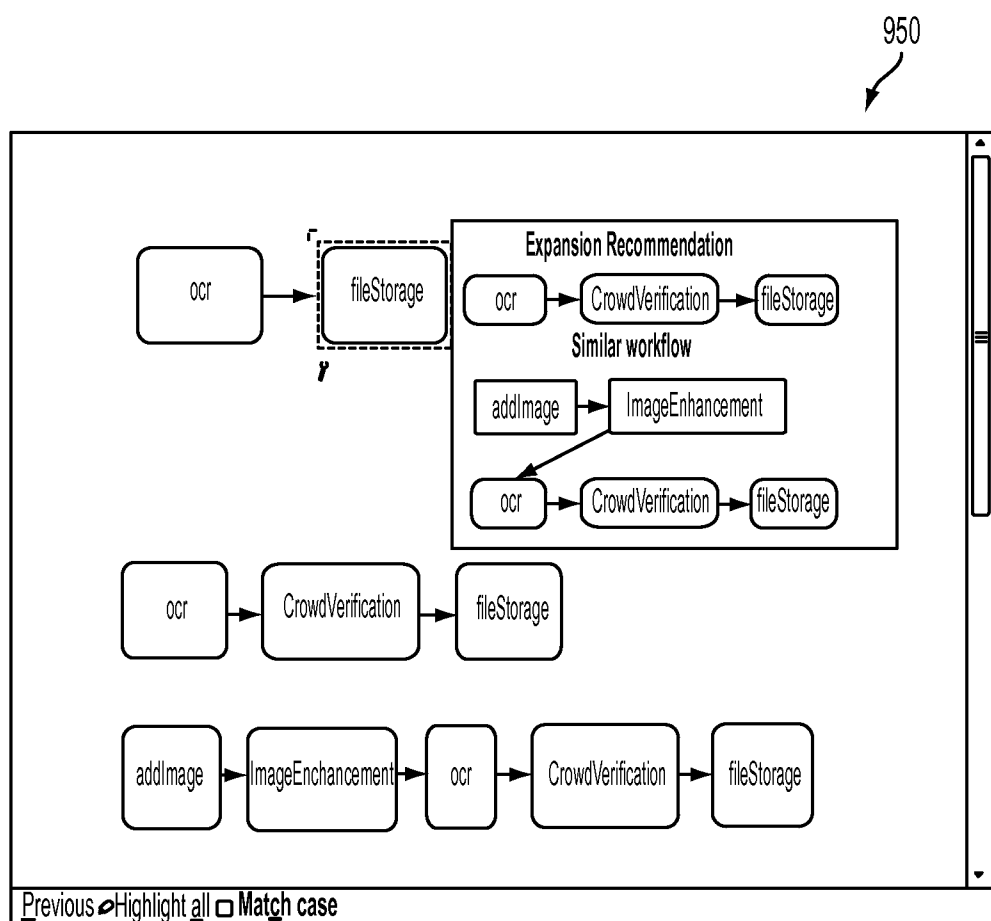 950
ocr fileStorage
Expansion Recommendation
ocr CrowdVerification fileStorage
Similar workflow
addImage ImageEnhancement
ocr CrowdVerification fileStorage
ocr CrowdVerification fileStorage
addImage ImageEnchancement ocr CrowdVerification fileStorage
Previous Highlight all Match case